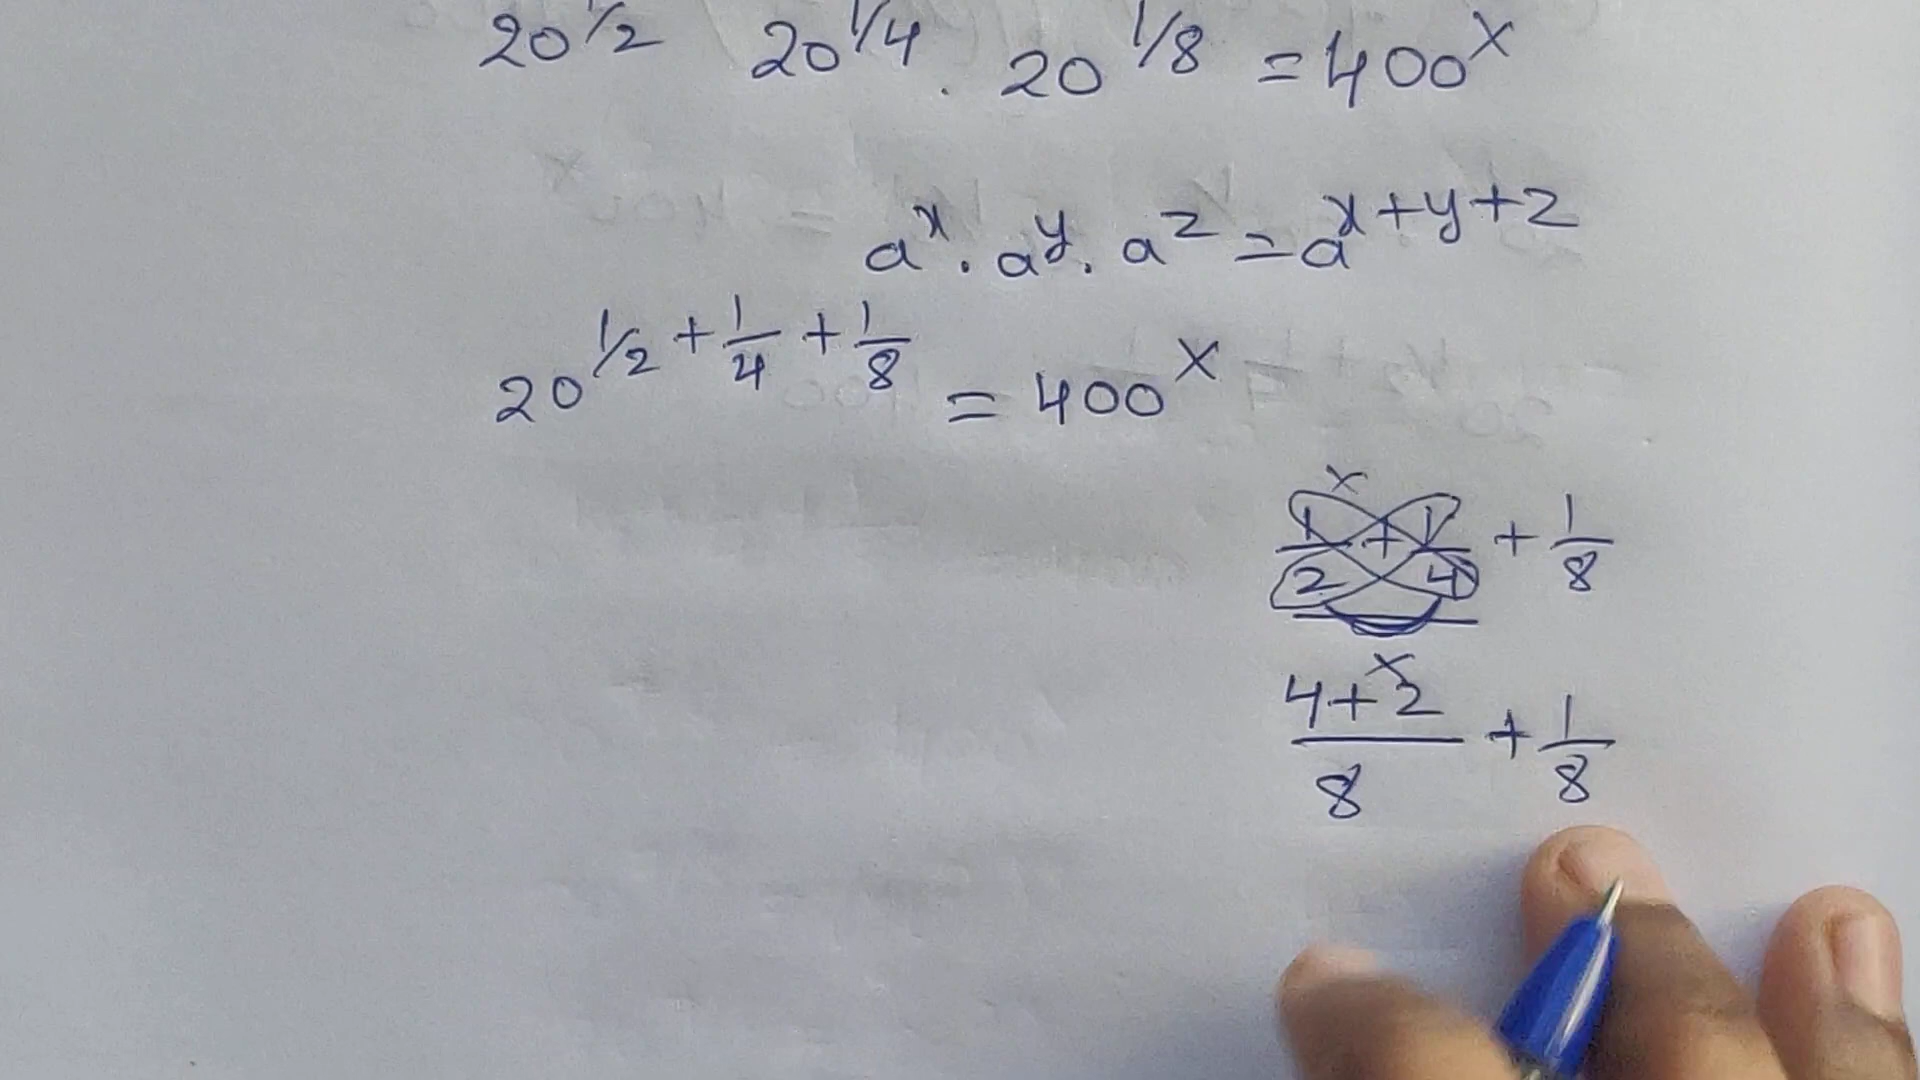 20^1/2 20^1/4 . 20^1/8 = 400^x
a^x . a^y . a^z = a^x+y+z
20^1/2 + 1/4 + 1/8 = 400^x
x
1/2 + 1/4 + 1/8
x
4+2/8 + 1/8